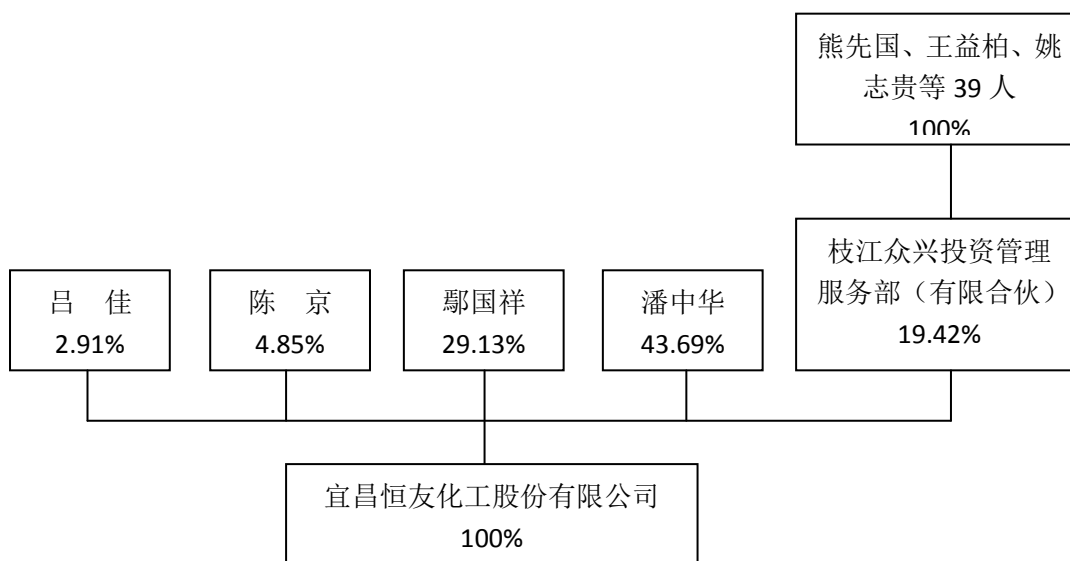 熊先国、王益柏、姚
志贵等 39 人
100%
枝江众兴投资管理
服务部（有限合伙）
19.42%
吕　佳
2.91%
陈　京
4.85%
鄢国祥
29.13%
潘中华
43.69%
宜昌恒友化工股份有限公司
100%